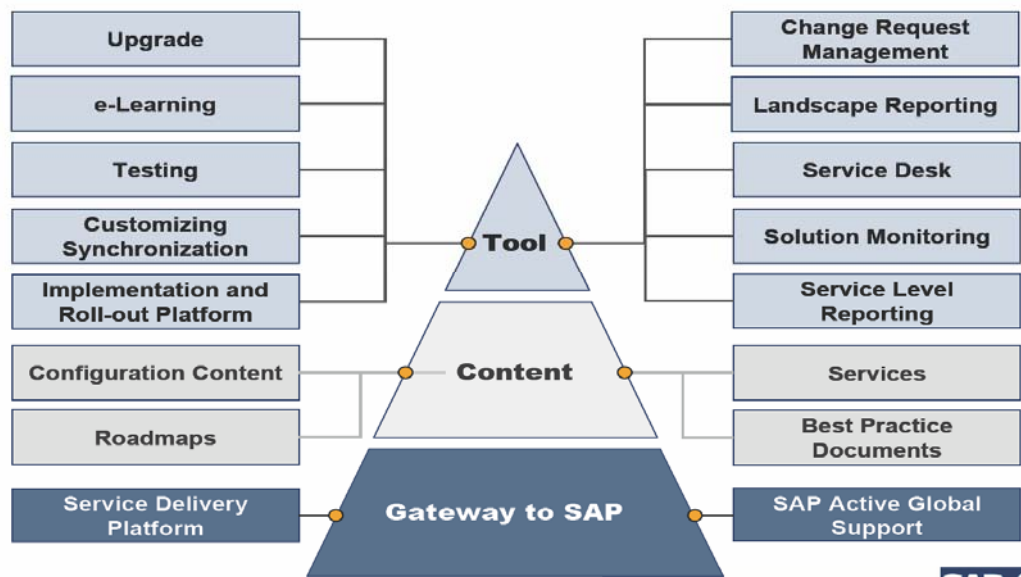 Upgrade
e-Learning
Testing
Customizing
Synchronization
Implementation and
Roll-out Platform
Configuration Content
Roadmaps
Service Delivery
Platform
Tool
Content
Gateway to SAP
Change Request
Management
Landscape Reporting
Service Desk
Solution Monitoring
Service Level
Reporting
Services
Best Practice
Documents
SAP Active Global
Support